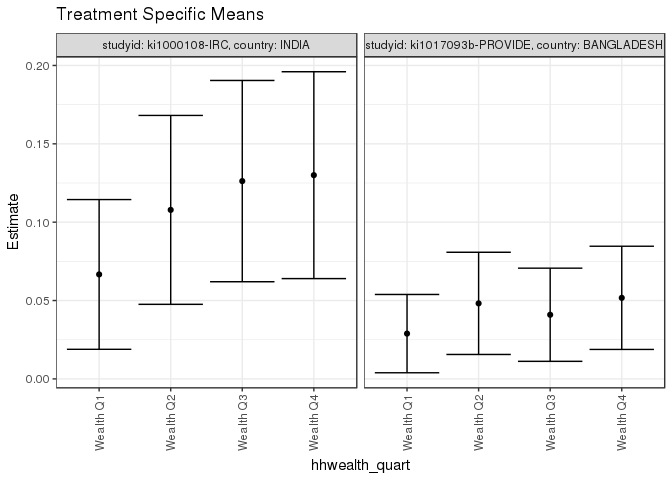 Treatment Specific Means
studyid: ki1000108-IRC, country: INDIA
studyid: ki1017093b-PROVIDE, country: BANGLADESH
0.20
0.15
0.10
0.05
0.00
Estimate
Wealth Q1
Wealth Q2
Wealth Q3
Wealth Q4
Wealth Q1
Wealth Q2
Wealth Q3
Wealth Q4
hhwealth_quart